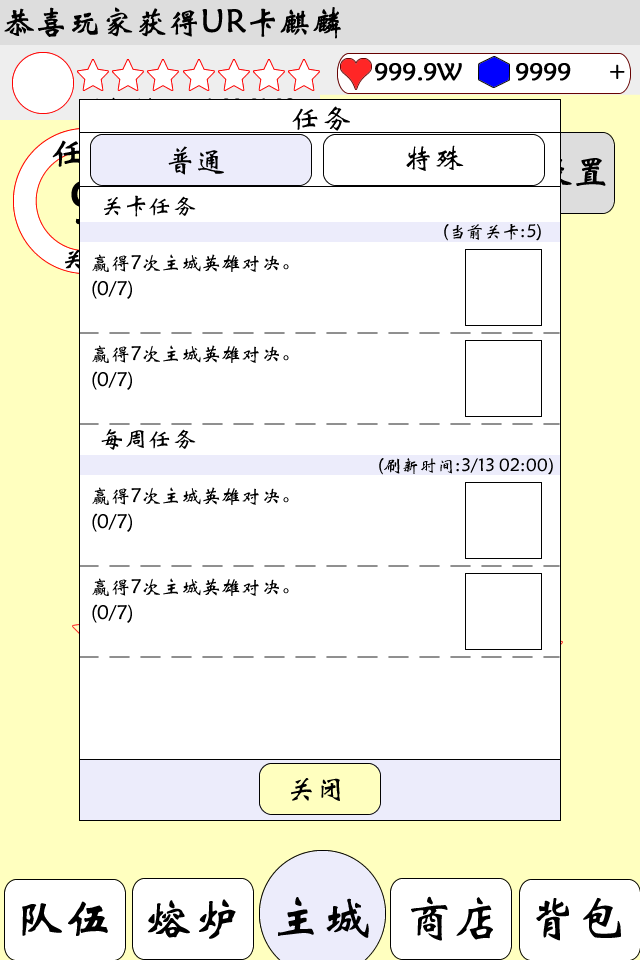 恭喜玩家获得UR卡麒麟
999.9W 9999 +
任务
普通 特殊
置
关卡任务
(当前关卡:5)
赢得7次主城英雄对决。
(0/7)
赢得7次主城英雄对决。
(0/7)
每周任务
(刷新时间:3/13 02:00)
赢得7次主城英雄对决。
(0/7)
赢得7次主城英雄对决。
(0/7)
关闭
队伍 熔炉 主城 商店 背包